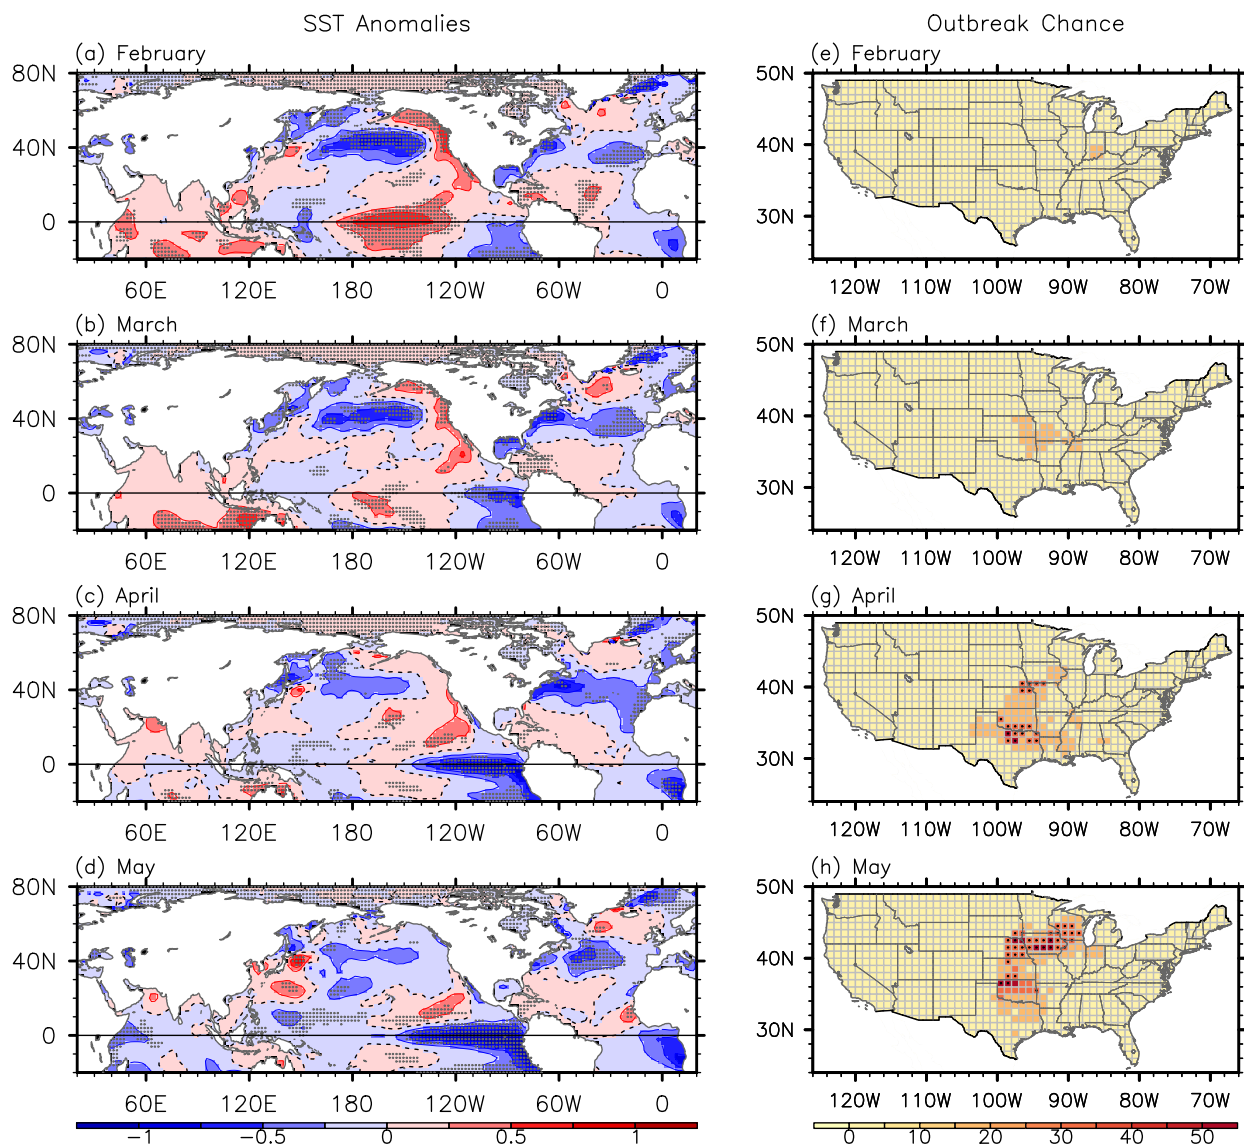 SST Anomalies
Outbreak Chance
(a) February
(e) February
80N
40N
0
60E 120E 180 120W 60W 0
50N
40N
30N
120W 110W 100W 90W 80W 70W
(b) March
(f) March
80N
40N
0
60E 120E 180 120W 60W 0
50N
40N
30N
120W 110W 100W 90W 80W 70W
(c) April
(g) April
80N
40N
0
60E 120E 180 120W 60W 0
50N
40N
30N
120W 110W 100W 90W 80W 70W
(d) May
(h) May
80N
40N
0
60E 120E 180 120W 60W 0
50N
40N
30N
120W 110W 100W 90W 80W 70W
−1 −0.5 0 0.5 1
0 10 20 30 40 50